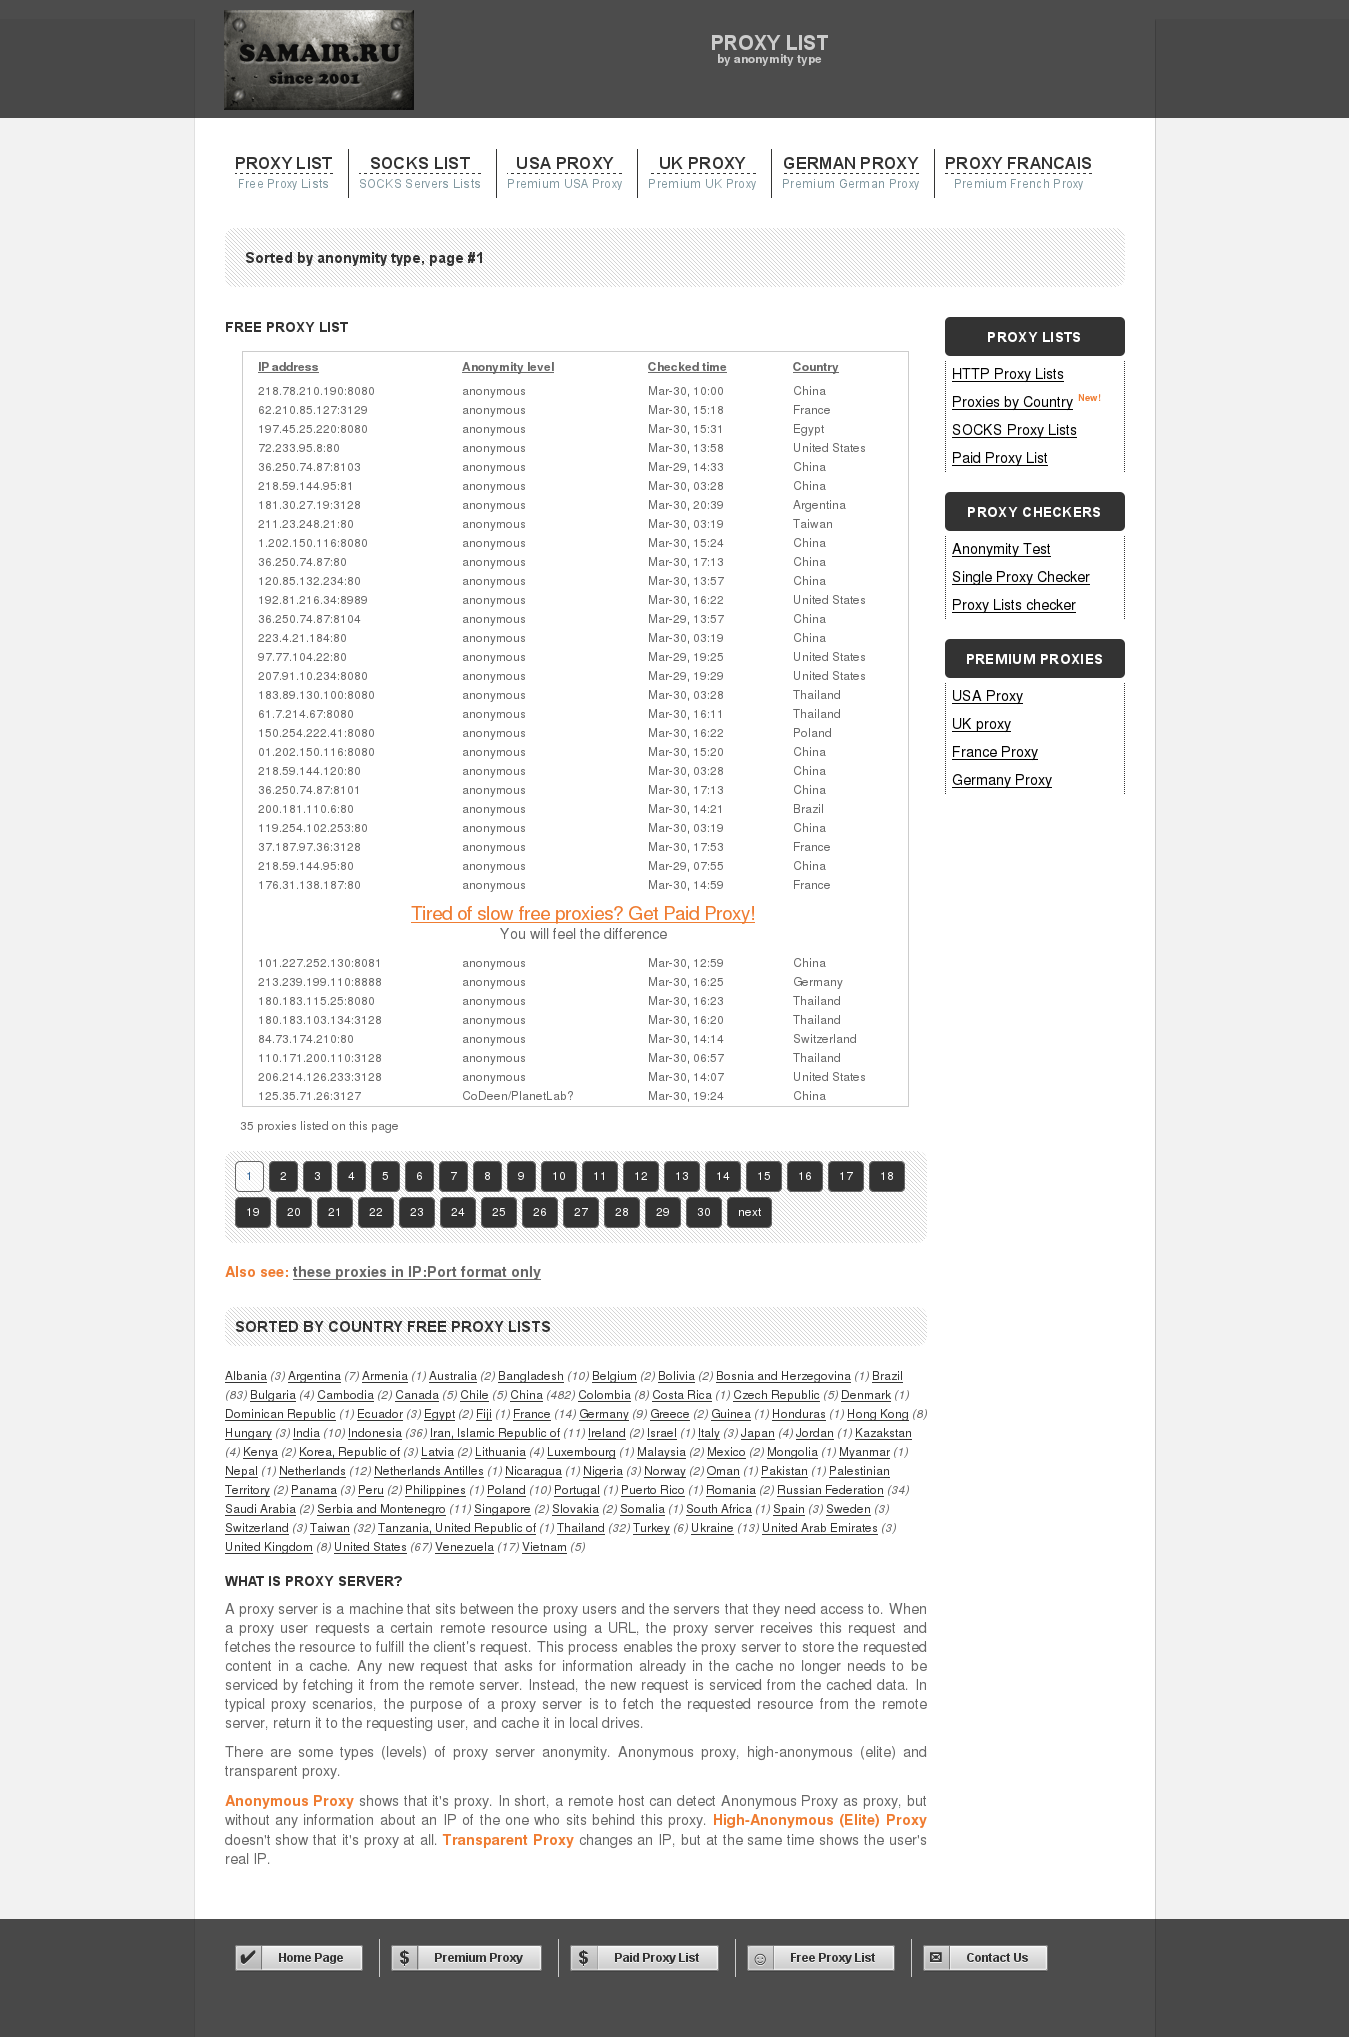 SAMAIR.RU
since 2001
PROXY LIST
by anonymity type
PROXY LIST SOCKS LIST USA PROXY UK PROXY GERMAN PROXY PROXY FRANCAIS
Free Proxy Lists SOCKS Servers Lists Premium USA Proxy Premium UK Proxy Premium German Proxy Premium French Proxy
Sorted by anonymity type, page #1
FREE PROXY LIST
IP address Anonymity level Checked time Country
218.78.210.190:8080 anonymous Mar-30, 10:00 China
62.210.85.127:3129 anonymous Mar-30, 15:18 France
197.45.25.220:8080 anonymous Mar-30, 15:31 Egypt
72.233.95.8:80 anonymous Mar-30, 13:58 United States
36.250.74.87:8103 anonymous Mar-29, 14:33 China
218.59.144.95:81 anonymous Mar-30, 03:28 China
181.30.27.19:3128 anonymous Mar-30, 20:39 Argentina
211.23.248.21:80 anonymous Mar-30, 03:19 Taiwan
1.202.150.116:8080 anonymous Mar-30, 15:24 China
36.250.74.87:80 anonymous Mar-30, 17:13 China
120.85.132.234:80 anonymous Mar-30, 13:57 China
192.81.216.34:8989 anonymous Mar-30, 16:22 United States
36.250.74.87:8104 anonymous Mar-29, 13:57 China
223.4.21.184:80 anonymous Mar-30, 03:19 China
97.77.104.22:80 anonymous Mar-29, 19:25 United States
207.91.10.234:8080 anonymous Mar-29, 19:29 United States
183.89.130.100:8080 anonymous Mar-30, 03:28 Thailand
61.7.214.67:8080 anonymous Mar-30, 16:11 Thailand
150.254.222.41:8080 anonymous Mar-30, 16:22 Poland
01.202.150.116:8080 anonymous Mar-30, 15:20 China
218.59.144.120:80 anonymous Mar-30, 03:28 China
36.250.74.87:8101 anonymous Mar-30, 17:13 China
200.181.110.6:80 anonymous Mar-30, 14:21 Brazil
119.254.102.253:80 anonymous Mar-30, 03:19 China
37.187.97.36:3128 anonymous Mar-30, 17:53 France
218.59.144.95:80 anonymous Mar-29, 07:55 China
176.31.138.187:80 anonymous Mar-30, 14:59 France
Tired of slow free proxies? Get Paid Proxy!
You will feel the difference
101.227.252.130:8081 anonymous Mar-30, 12:59 China
213.239.199.110:8888 anonymous Mar-30, 16:25 Germany
180.183.115.25:8080 anonymous Mar-30, 16:23 Thailand
180.183.103.134:3128 anonymous Mar-30, 16:20 Thailand
84.73.174.210:80 anonymous Mar-30, 14:14 Switzerland
110.171.200.110:3128 anonymous Mar-30, 06:57 Thailand
206.214.126.233:3128 anonymous Mar-30, 14:07 United States
125.35.71.26:3127 CoDeen/PlanetLab? Mar-30, 19:24 China
35 proxies listed on this page
1 2 3 4 5 6 7 8 9 10 11 12 13 14 15 16 17 18
19 20 21 22 23 24 25 26 27 28 29 30 next
Also see: these proxies in IP:Port format only
SORTED BY COUNTRY FREE PROXY LISTS
Albania (3) Argentina (7) Armenia (1) Australia (2) Bangladesh (10) Belgium (2) Bolivia (2) Bosnia and Herzegovina (1) Brazil
(83) Bulgaria (4) Cambodia (2) Canada (5) Chile (5) China (482) Colombia (8) Costa Rica (1) Czech Republic (5) Denmark (1)
Dominican Republic (1) Ecuador (3) Egypt (2) Fiji (1) France (14) Germany (9) Greece (2) Guinea (1) Honduras (1) Hong Kong (8)
Hungary (3) India (10) Indonesia (36) Iran, Islamic Republic of (11) Ireland (2) Israel (1) Italy (3) Japan (4) Jordan (1) Kazakstan
(4) Kenya (2) Korea, Republic of (3) Latvia (2) Lithuania (4) Luxembourg (1) Malaysia (2) Mexico (2) Mongolia (1) Myanmar (1)
Nepal (1) Netherlands (12) Netherlands Antilles (1) Nicaragua (1) Nigeria (3) Norway (2) Oman (1) Pakistan (1) Palestinian
Territory (2) Panama (3) Peru (2) Philippines (1) Poland (10) Portugal (1) Puerto Rico (1) Romania (2) Russian Federation (34)
Saudi Arabia (2) Serbia and Montenegro (11) Singapore (2) Slovakia (2) Somalia (1) South Africa (1) Spain (3) Sweden (3)
Switzerland (3) Taiwan (32) Tanzania, United Republic of (1) Thailand (32) Turkey (6) Ukraine (13) United Arab Emirates (3)
United Kingdom (8) United States (67) Venezuela (17) Vietnam (5)
WHAT IS PROXY SERVER?
A proxy server is a machine that sits between the proxy users and the servers that they need access to. When
a proxy user requests a certain remote resource using a URL, the proxy server receives this request and
fetches the resource to fulfill the client's request. This process enables the proxy server to store the requested
content in a cache. Any new request that asks for information already in the cache no longer needs to be
serviced by fetching it from the remote server. Instead, the new request is serviced from the cached data. In
typical proxy scenarios, the purpose of a proxy server is to fetch the requested resource from the remote
server, return it to the requesting user, and cache it in local drives.
There are some types (levels) of proxy server anonymity. Anonymous proxy, high-anonymous (elite) and
transparent proxy.
Anonymous Proxy shows that it's proxy. In short, a remote host can detect Anonymous Proxy as proxy, but
without any information about an IP of the one who sits behind this proxy. High-Anonymous (Elite) Proxy
doesn't show that it's proxy at all. Transparent Proxy changes an IP, but at the same time shows the user's
real IP.
PROXY LISTS
HTTP Proxy Lists
Proxies by Country New!
SOCKS Proxy Lists
Paid Proxy List
PROXY CHECKERS
Anonymity Test
Single Proxy Checker
Proxy Lists checker
PREMIUM PROXIES
USA Proxy
UK proxy
France Proxy
Germany Proxy
✔ Home Page $ Premium Proxy $ Paid Proxy List ☺ Free Proxy List ✉ Contact Us